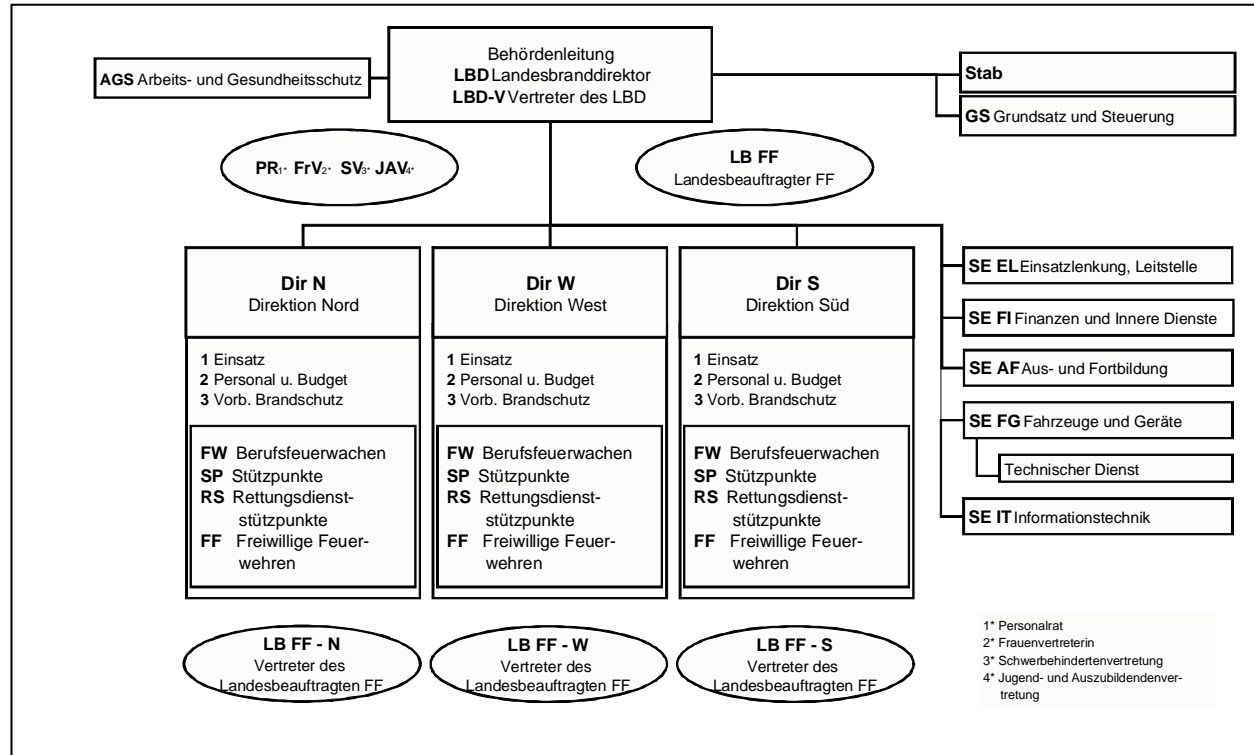 Behördenleitung
LBD Landesbranddirektor
LBD-V Vertreter des LBD
AGS Arbeits- und Gesundheitsschutz
Stab
GS Grundsatz und Steuerung
PR1* FrV2* SV3* JAV4*
LB FF
Landesbeauftragter FF
Dir N
Direktion Nord
1 Einsatz
2 Personal u. Budget
3 Vorb. Brandschutz
FW Berufsfeuerwachen
SP Stützpunkte
RS Rettungsdienst-
stützpunkte
FF Freiwillige Feuer-
wehren
Dir W
Direktion West
1 Einsatz
2 Personal u. Budget
3 Vorb. Brandschutz
FW Berufsfeuerwachen
SP Stützpunkte
RS Rettungsdienst-
stützpunkte
FF Freiwillige Feuer-
wehren
Dir S
Direktion Süd
1 Einsatz
2 Personal u. Budget
3 Vorb. Brandschutz
FW Berufsfeuerwachen
SP Stützpunkte
RS Rettungsdienst-
stützpunkte
FF Freiwillige Feuer-
wehren
SE EL Einsatzlenkung, Leitstelle
SE FI Finanzen und Innere Dienste
SE AF Aus- und Fortbildung
SE FG Fahrzeuge und Geräte
Technischer Dienst
SE IT Informationstechnik
LB FF - N
Vertreter des
Landesbeauftragten FF
LB FF - W
Vertreter des
Landesbeauftragten FF
LB FF - S
Vertreter des
Landesbeauftragten FF
1* Personalrat
2* Frauenvertreterin
3* Schwerbehindertenvertretung
4* Jugend- und Auszubildendenver-
tretung